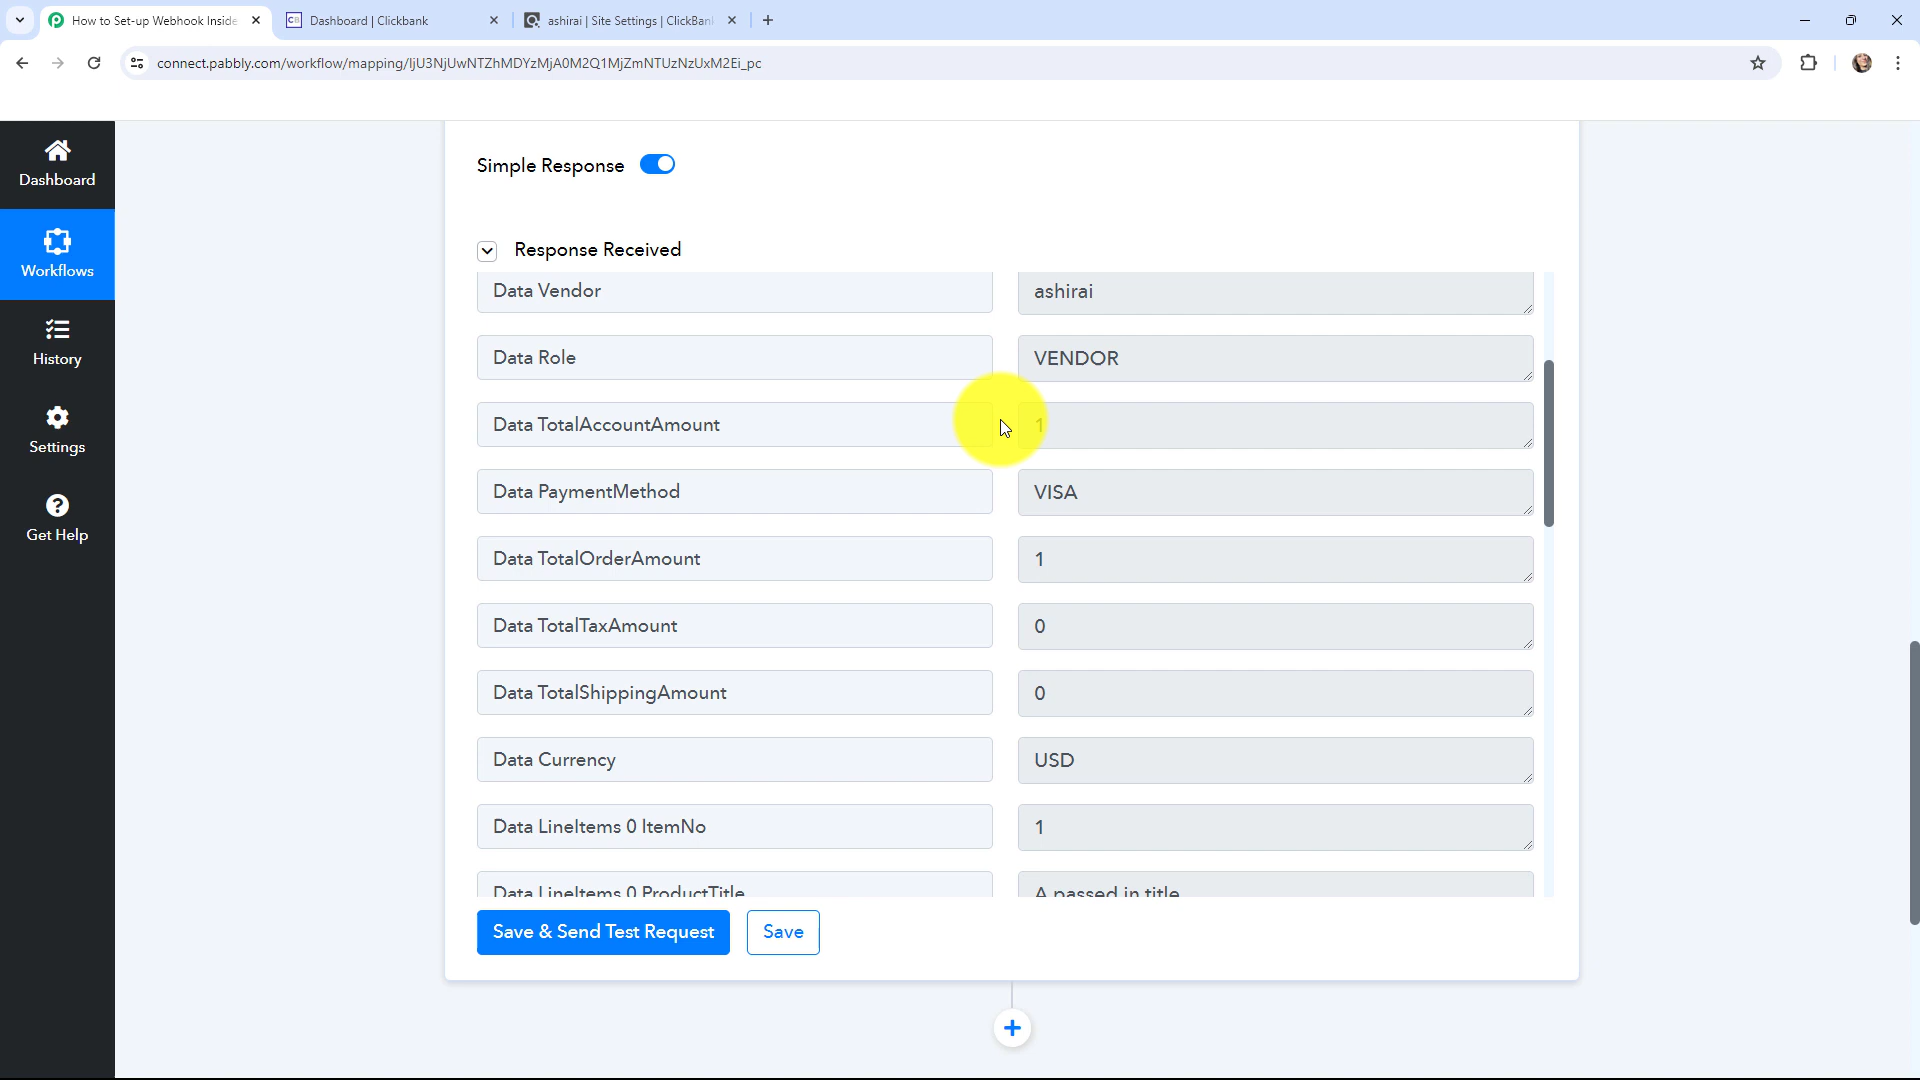 How to Set-up Webhook Inside
Dashboard | Clickbank
ashirai | Site Settings | ClickBan
connect.pabbly.com/workflow/mapping/IjU3NjUwNTZhMDYzMjA0M2Q1MjZmNTUzNzUxM2Ei_pc
Dashboard
Workflows
History
Settings
Get Help
Simple Response
Response Received
Data Vendor
ashirai
Data Role
VENDOR
Data TotalAccountAmount
1
Data PaymentMethod
VISA
Data TotalOrderAmount
1
Data TotalTaxAmount
0
Data TotalShippingAmount
0
Data Currency
USD
Data LineItems 0 ItemNo
1
Data LineItems 0 ProductTitle
A passed in title
Save & Send Test Request
Save